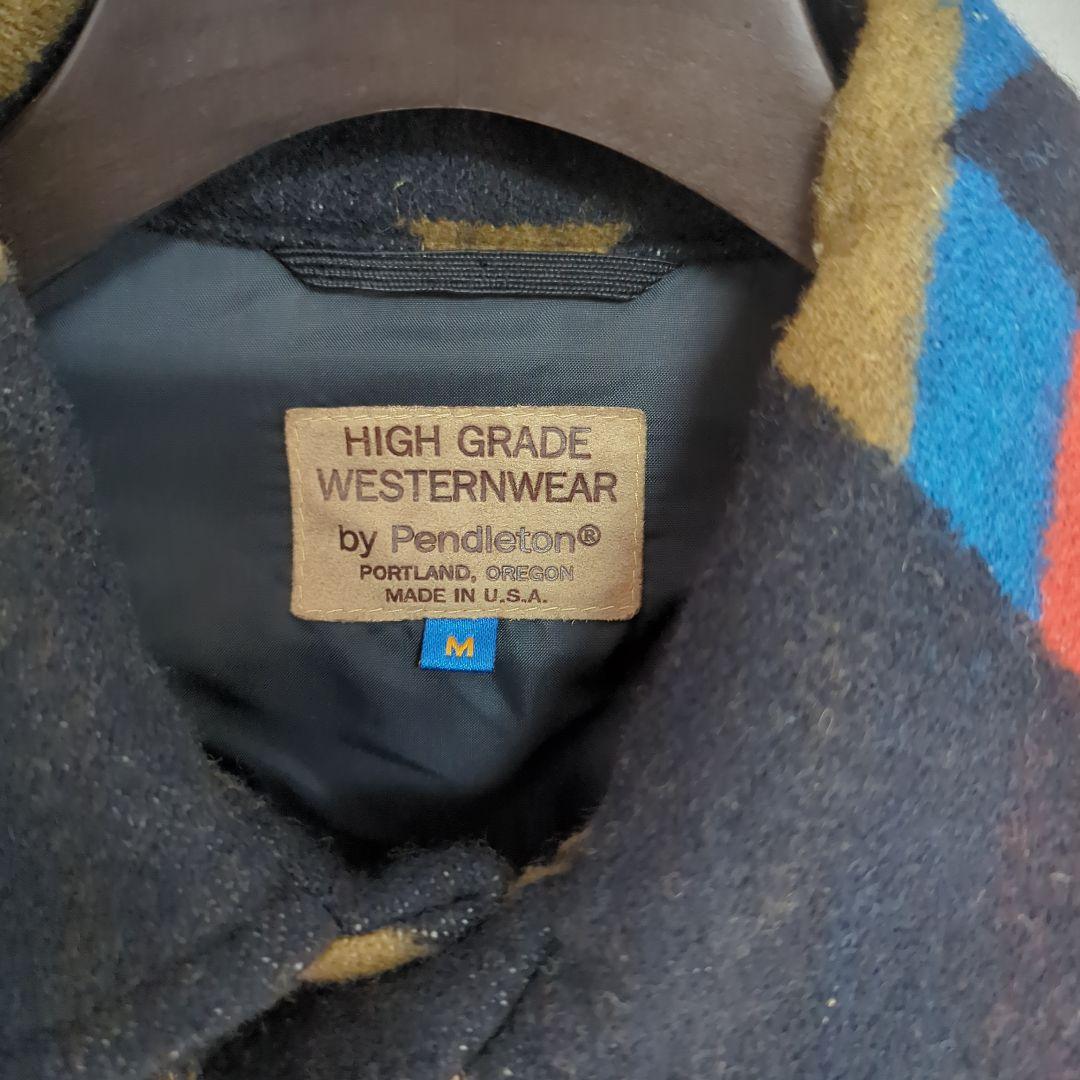 HIGH GRADE
WESTERNWEAR
by Pendleton®
PORTLAND, OREGON
MADE IN U.S.A.
M